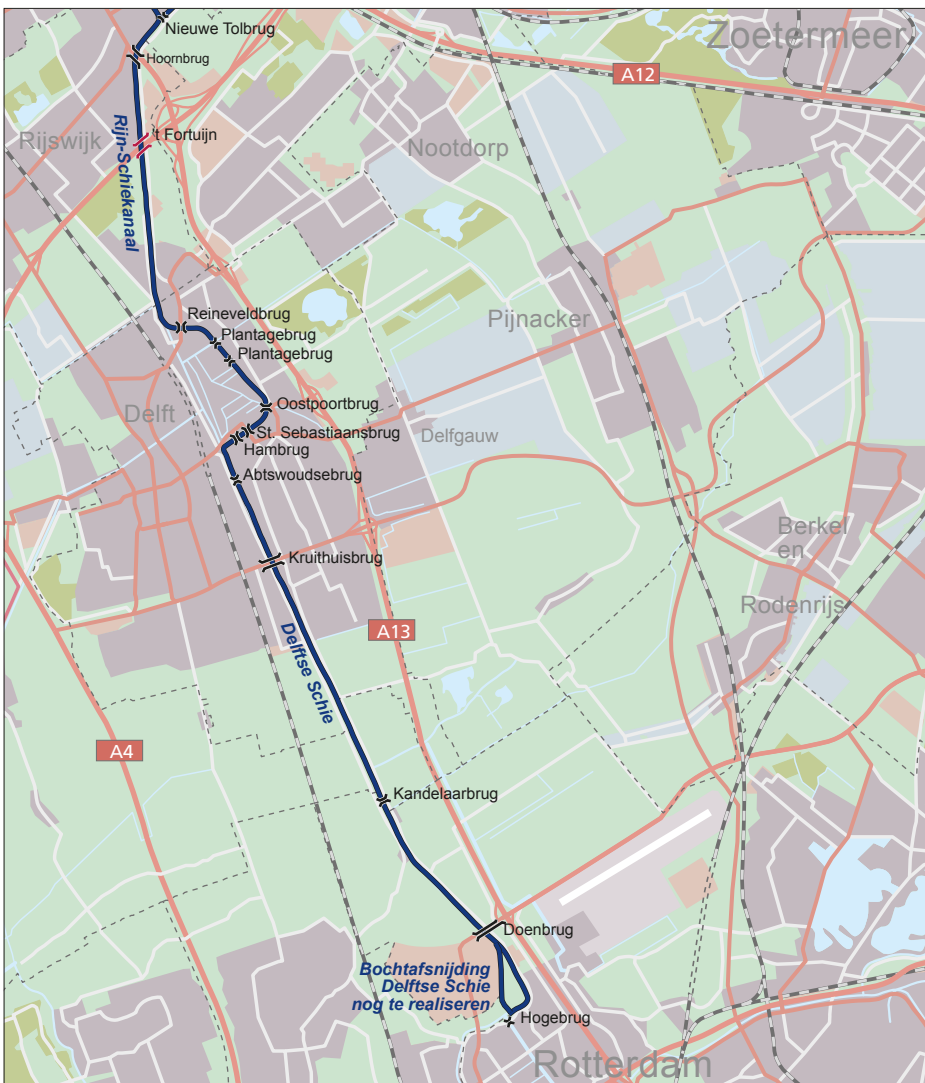 Nieuwe Tolbrug
Zoetermeer
Hoornbrug
A12
't Fortuijn
Rijswijk
Nootdorp
Rijn-Schiekanaal
Reineveldbrug
Pijnacker
Plantagebrug
Plantagebrug
Delft
Oostpoortbrug
St. Sebastiaansbrug
Delfgauw
Hambrug
Abtswoudsebrug
Berkel
en
Kruithuisbrug
Rodenrijs
A13
Delftse Schie
A4
Kandelaarbrug
Doenbrug
Bochtafsnijding
Delftse Schie
nog te realiseren
Hogebrug
Rotterdam